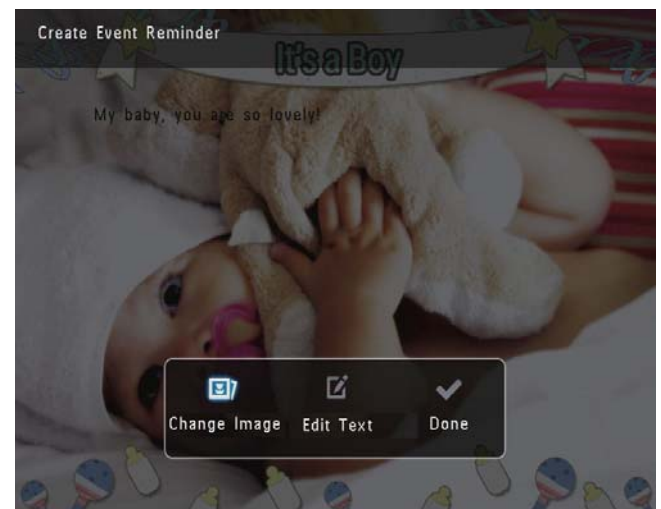 Create Event Reminder
It's a Boy
My baby, you are so lovely!
Change Image Edit Text Done